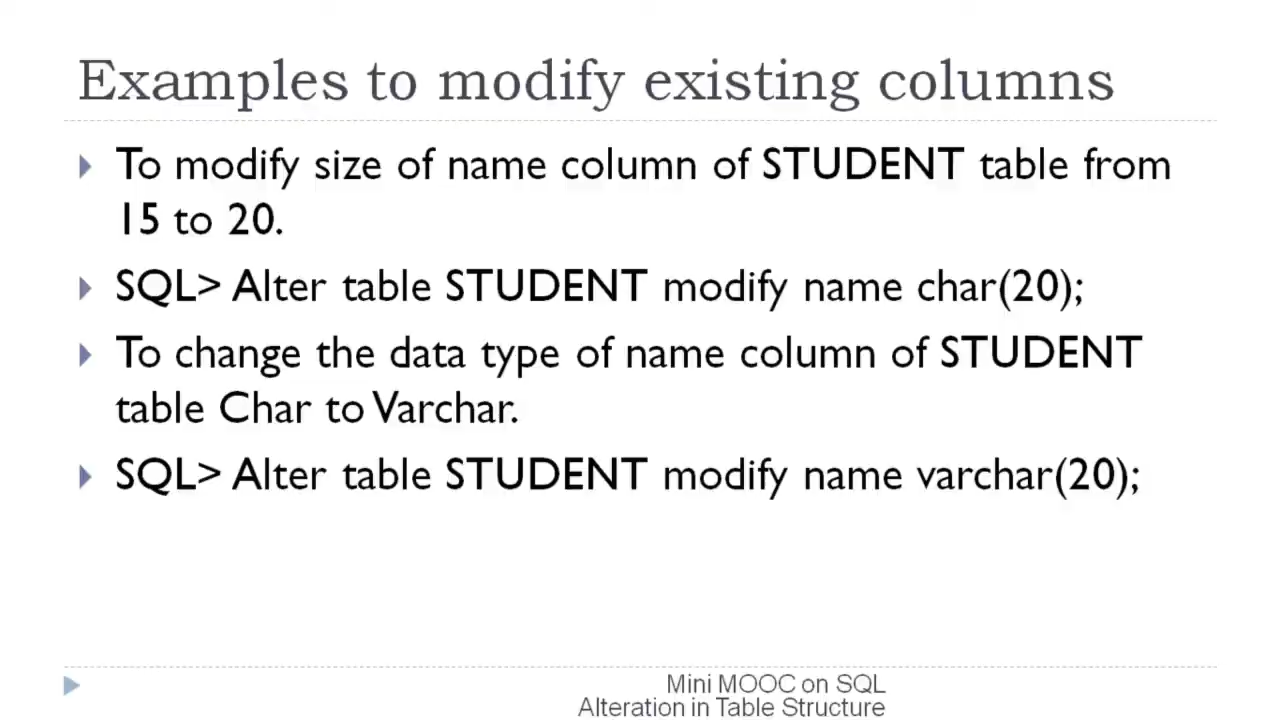 Examples to modify existing columns
To modify size of name column of STUDENT table from
15 to 20.
SQL> Alter table STUDENT modify name char(20);
To change the data type of name column of STUDENT
table Char to Varchar.
SQL> Alter table STUDENT modify name varchar(20);
Mini MOOC on SQL
Alteration in Table Structure